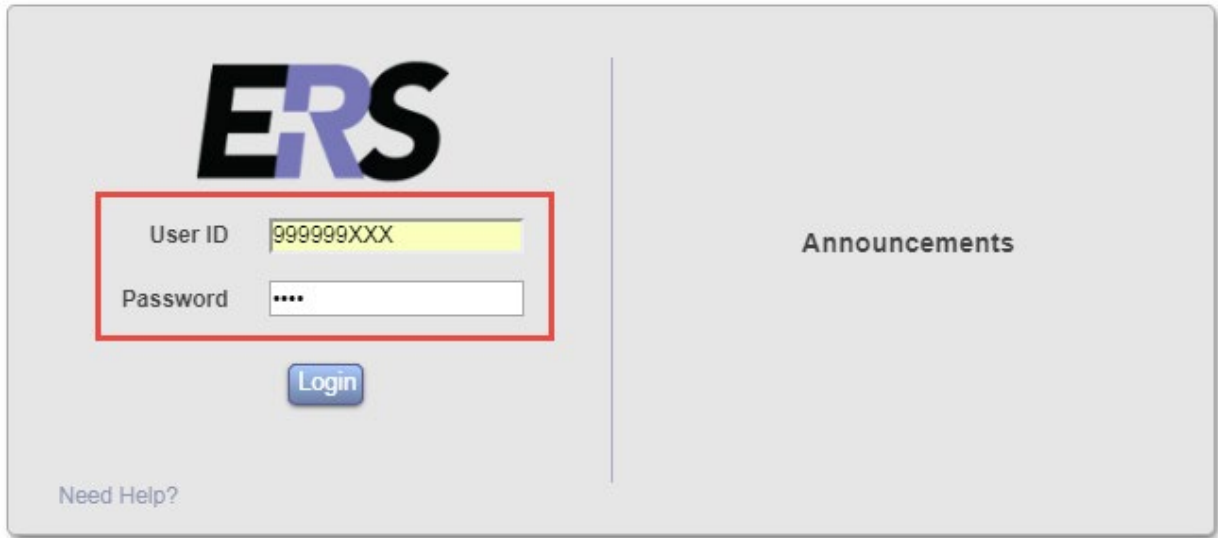 ERS
User ID 999999XXX
Password ••••
Login
Need Help?
Announcements